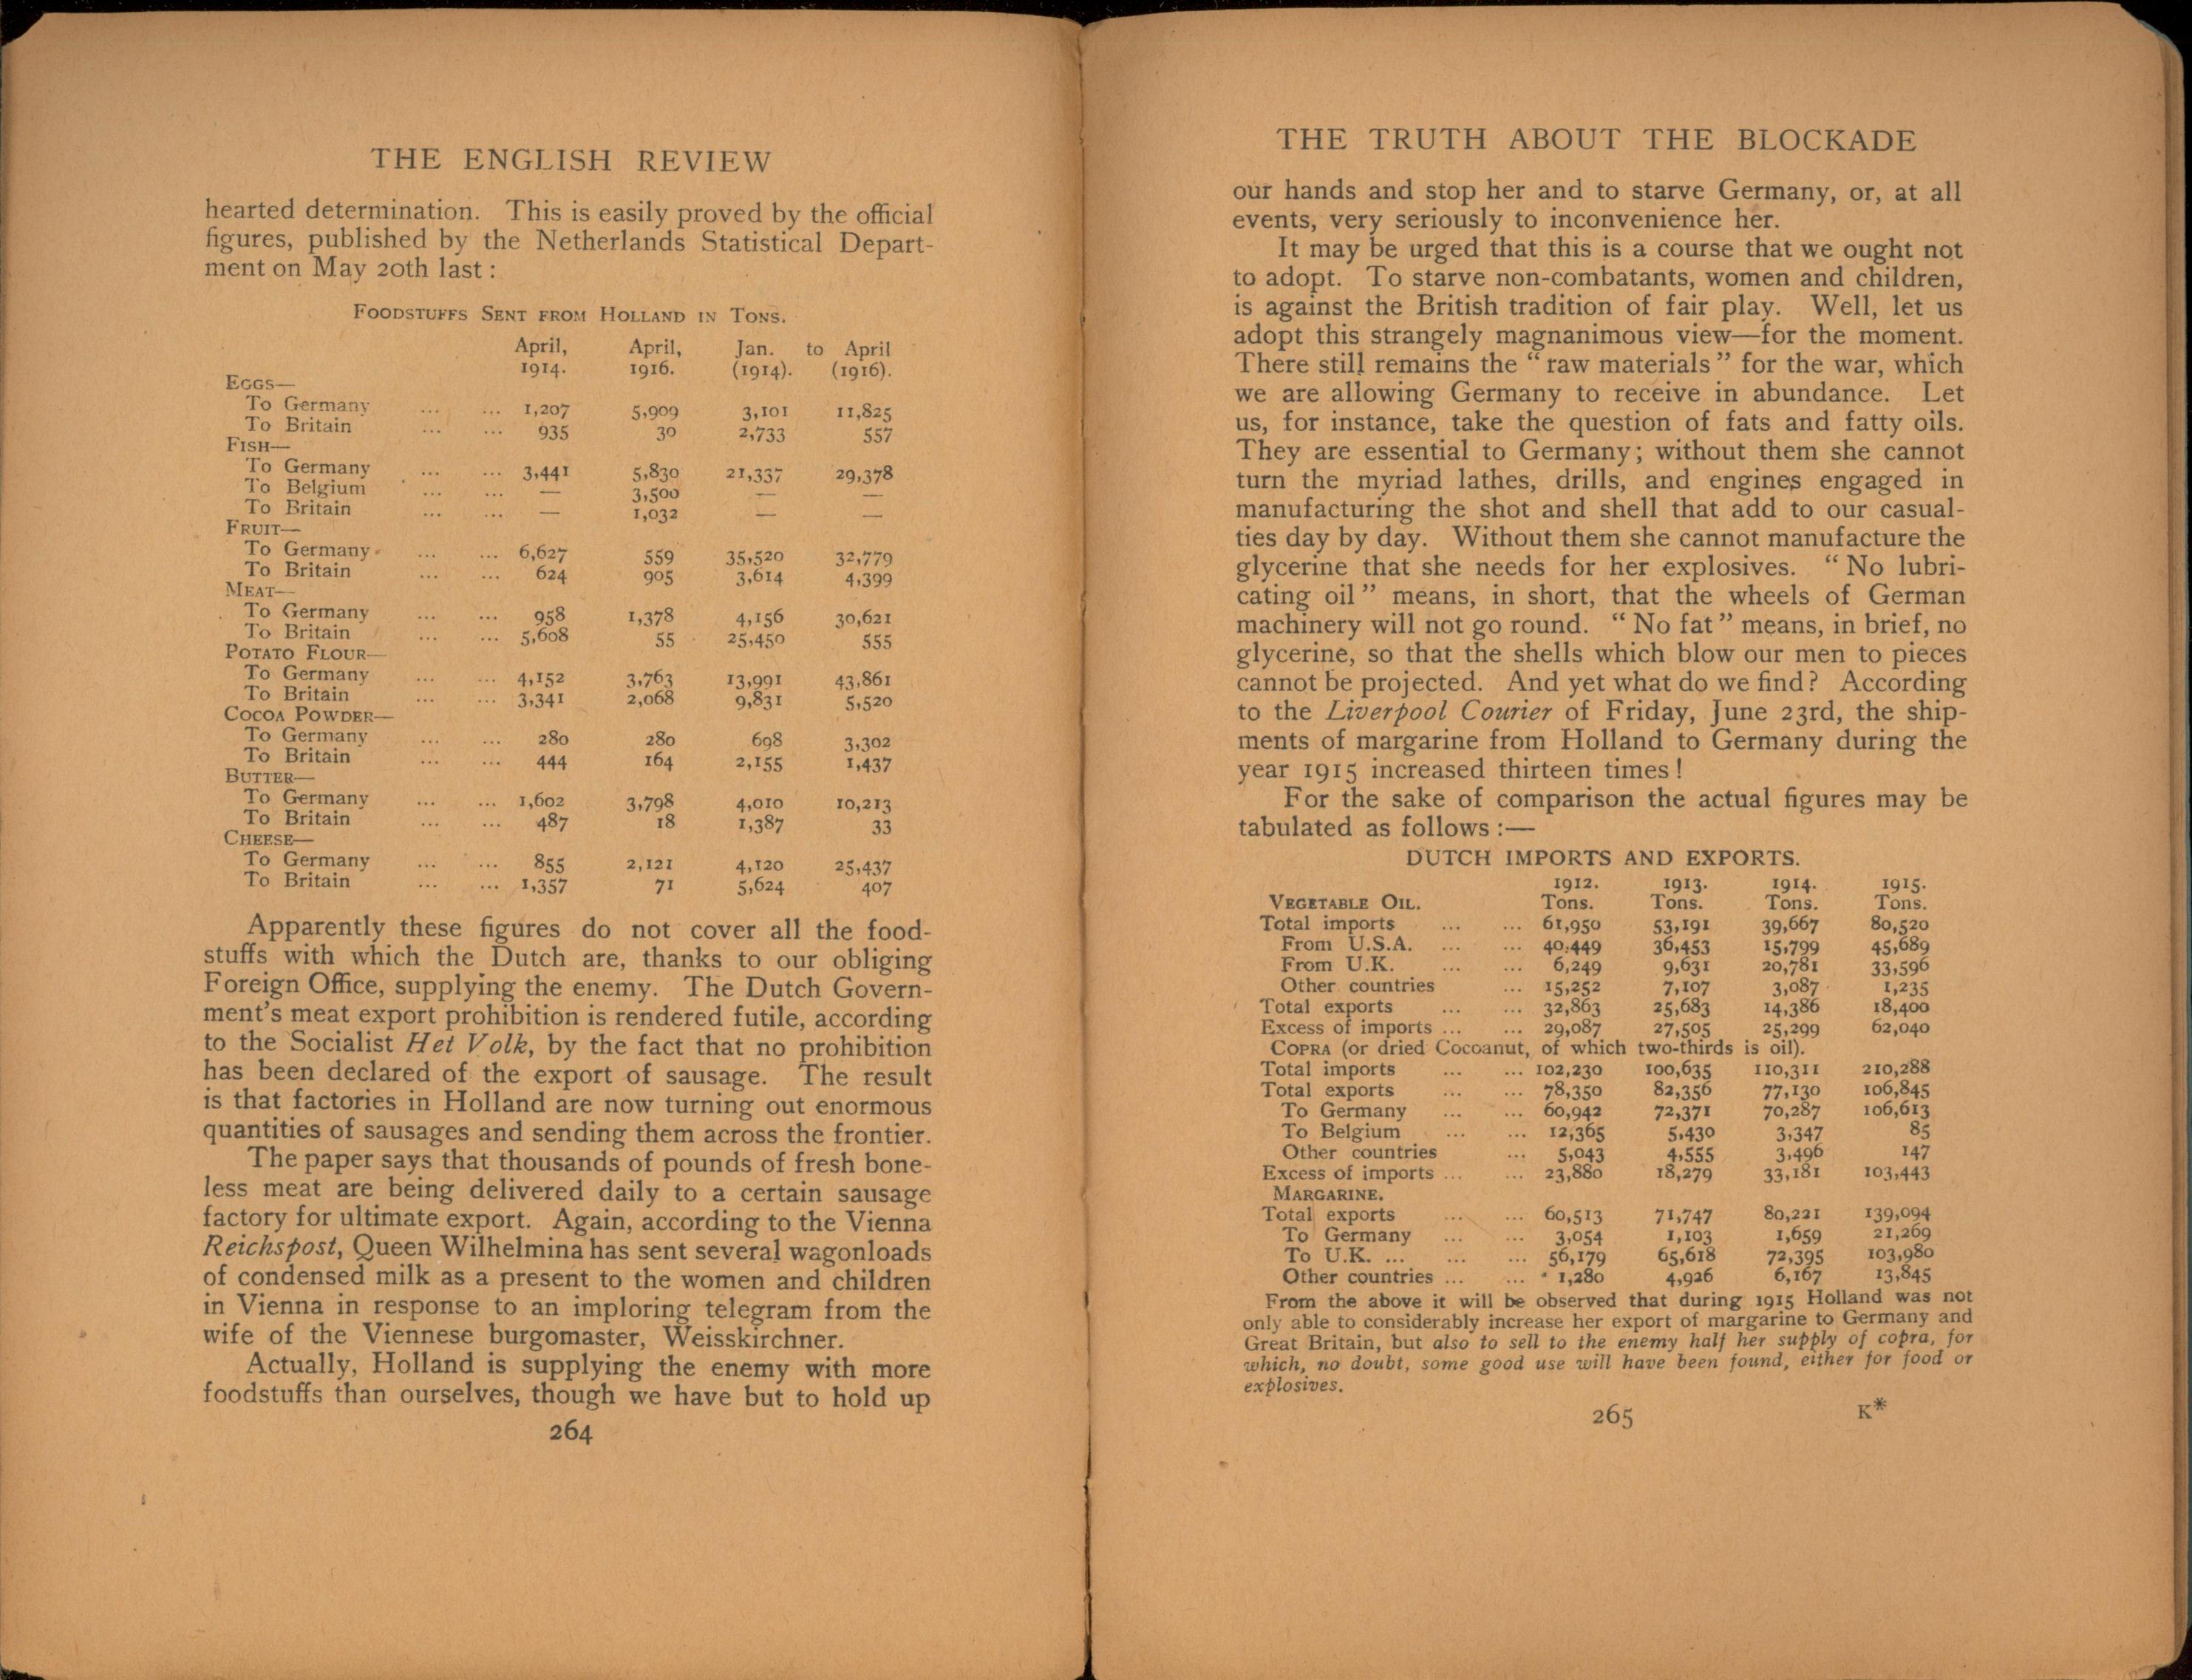 THE ENGLISH REVIEW
hearted determination. This is easily proved by the official
figures, published by the Netherlands Statistical Depart-
ment on May 20th last :
FOODSTUFFS SENT FROM HOLLAND IN TONS.
April, April, Jan. to April
1914. 1916. (1914). (1916).
EGGS—
To Germany ... ... 1,207 5,909 3,101 11,825
To Britain ... ... 935 30 2,733 557
FISH—
To Germany ... ... 3,441 5,830 21,337 29,378
To Belgium ... ... — 3,500 — —
To Britain ... ... — 1,032 — —
FRUIT—
To Germany ... ... 6,627 559 35,520 32,779
To Britain ... ... 624 905 3,614 4,399
MEAT—
To Germany ... ... 958 1,378 4,156 30,621
To Britain ... ... 5,608 55 25,450 555
POTATO FLOUR—
To Germany ... ... 4,152 3,763 13,991 43,861
To Britain ... ... 3,341 2,068 9,831 5,520
COCOA POWDER—
To Germany ... ... 280 280 698 3,302
To Britain ... ... 444 164 2,155 1,437
BUTTER—
To Germany ... ... 1,602 3,798 4,010 10,213
To Britain ... ... 487 18 1,387 33
CHEESE—
To Germany ... ... 855 2,121 4,120 25,437
To Britain ... ... 1,357 71 5,624 407
Apparently these figures do not cover all the food-
stuffs with which the Dutch are, thanks to our obliging
Foreign Office, supplying the enemy. The Dutch Govern-
ment's meat export prohibition is rendered futile, according
to the Socialist Het Volk, by the fact that no prohibition
has been declared of the export of sausage. The result
is that factories in Holland are now turning out enormous
quantities of sausages and sending them across the frontier.
The paper says that thousands of pounds of fresh bone-
less meat are being delivered daily to a certain sausage
factory for ultimate export. Again, according to the Vienna
Reichspost, Queen Wilhelmina has sent several wagonloads
of condensed milk as a present to the women and children
in Vienna in response to an imploring telegram from the
wife of the Viennese burgomaster, Weisskirchner.
Actually, Holland is supplying the enemy with more
foodstuffs than ourselves, though we have but to hold up
264
THE TRUTH ABOUT THE BLOCKADE
our hands and stop her and to starve Germany, or, at all
events, very seriously to inconvenience her.
It may be urged that this is a course that we ought not
to adopt. To starve non-combatants, women and children,
is against the British tradition of fair play. Well, let us
adopt this strangely magnanimous view—for the moment.
There still remains the " raw materials " for the war, which
we are allowing Germany to receive in abundance. Let
us, for instance, take the question of fats and fatty oils.
They are essential to Germany; without them she cannot
turn the myriad lathes, drills, and engines engaged in
manufacturing the shot and shell that add to our casual-
ties day by day. Without them she cannot manufacture the
glycerine that she needs for her explosives. " No lubri-
cating oil " means, in short, that the wheels of German
machinery will not go round. " No fat " means, in brief, no
glycerine, so that the shells which blow our men to pieces
cannot be projected. And yet what do we find? According
to the Liverpool Courier of Friday, June 23rd, the ship-
ments of margarine from Holland to Germany during the
year 1915 increased thirteen times!
For the sake of comparison the actual figures may be
tabulated as follows :—
DUTCH IMPORTS AND EXPORTS.
1912. 1913. 1914. 1915.
VEGETABLE OIL. Tons. Tons. Tons. Tons.
Total imports ... ... 61,950 53,191 39,667 80,520
From U.S.A. ... ... 40,449 36,453 15,799 45,689
From U.K. ... ... 6,249 9,631 20,781 33,596
Other countries ... 15,252 7,107 3,087 1,235
Total exports ... ... 32,863 25,683 14,386 18,400
Excess of imports ... ... 29,087 27,505 25,299 62,040
COPRA (or dried Cocoanut, of which two-thirds is oil).
Total imports ... ... 102,230 100,635 110,311 210,288
Total exports ... ... 78,350 82,356 77,130 106,845
To Germany ... ... 60,942 72,371 70,287 106,613
To Belgium ... ... 12,365 5,430 3,347 85
Other countries ... 5,043 4,555 3,496 147
Excess of imports ... ... 23,880 18,279 33,181 103,443
MARGARINE.
Total exports ... ... 60,513 71,747 80,221 139,094
To Germany ... ... 3,054 1,103 1,659 21,269
To U.K. ... ... ... 56,179 65,618 72,395 103,980
Other countries ... ... 1,280 4,926 6,167 13,845
From the above it will be observed that during 1915 Holland was not
only able to considerably increase her export of margarine to Germany and
Great Britain, but also to sell to the enemy half her supply of copra, for
which, no doubt, some good use will have been found, either for food or
explosives.
265 K*